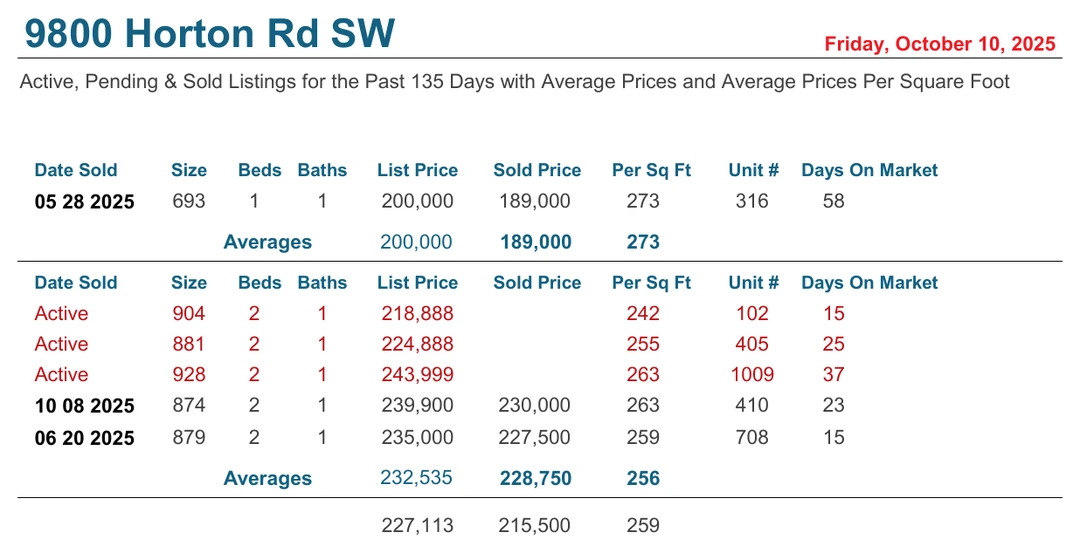 9800 Horton Rd SW
Friday, October 10, 2025
Active, Pending & Sold Listings for the Past 135 Days with Average Prices and Average Prices Per Square Foot
Date Sold Size Beds Baths List Price Sold Price Per Sq Ft Unit # Days On Market
05 28 2025 693 1 1 200,000 189,000 273 316 58
Averages 200,000 189,000 273
Date Sold Size Beds Baths List Price Sold Price Per Sq Ft Unit # Days On Market
Active 904 2 1 218,888 242 102 15
Active 881 2 1 224,888 255 405 25
Active 928 2 1 243,999 263 1009 37
10 08 2025 874 2 1 239,900 230,000 263 410 23
06 20 2025 879 2 1 235,000 227,500 259 708 15
Averages 232,535 228,750 256
227,113 215,500 259